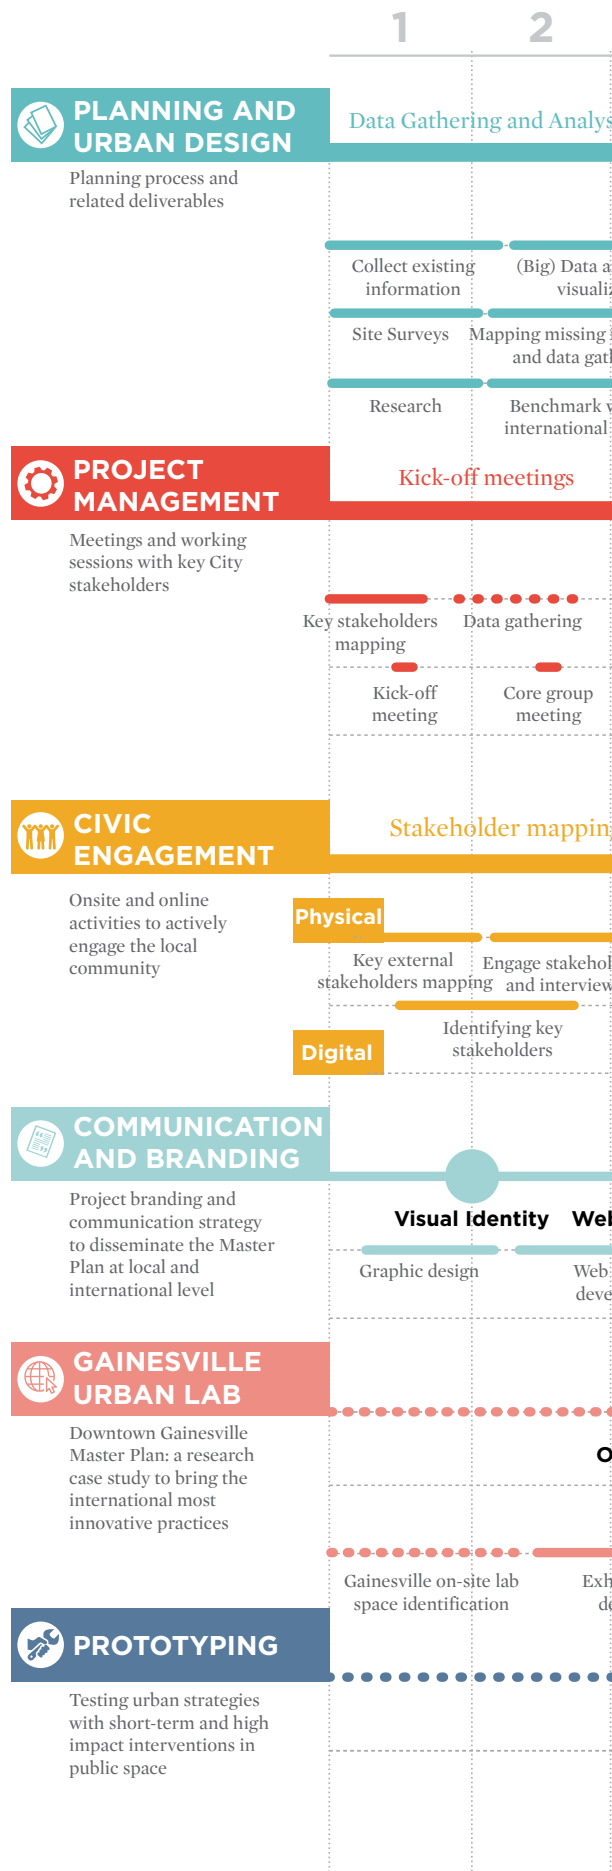 1 2
PLANNING AND
URBAN DESIGN
Data Gathering and Analys
Planning process and
related deliverables
Collect existing
information
(Big) Data a
visualiz
Site Surveys
Mapping missing
and data gath
Research
Benchmark w
international
PROJECT
MANAGEMENT
Kick-off meetings
Meetings and working
sessions with key City
stakeholders
Key stakeholders
mapping
Data gathering
Kick-off
meeting
Core group
meeting
CIVIC
ENGAGEMENT
Stakeholder mappin
Onsite and online
activities to actively
engage the local
community
Physical
Key external
stakeholders mapping
Engage stakehol
and interview
Identifying key
stakeholders
Digital
COMMUNICATION
AND BRANDING
Project branding and
communication strategy
to disseminate the Master
Plan at local and
international level
Visual Identity
Web
Graphic design
Web
deve
GAINESVILLE
URBAN LAB
Downtown Gainesville
Master Plan: a research
case study to bring the
international most
innovative practices
O
Gainesville on-site lab
space identification
Exh
de
PROTOTYPING
Testing urban strategies
with short-term and high
impact interventions in
public space